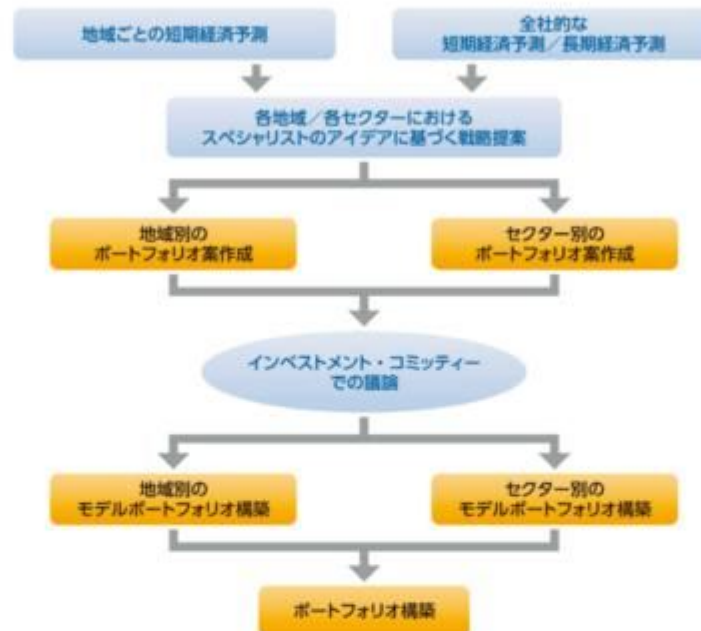 地域ごとの短期経済予測
全社的な
短期経済予測／長期経済予測
各地域／各セクターにおける
スペシャリストのアイデアに基づく戦略提案
地域別の
ポートフォリオ案作成
セクター別の
ポートフォリオ案作成
インベストメント・コミッティー
での議論
地域別の
モデルポートフォリオ構築
セクター別の
モデルポートフォリオ構築
ポートフォリオ構築